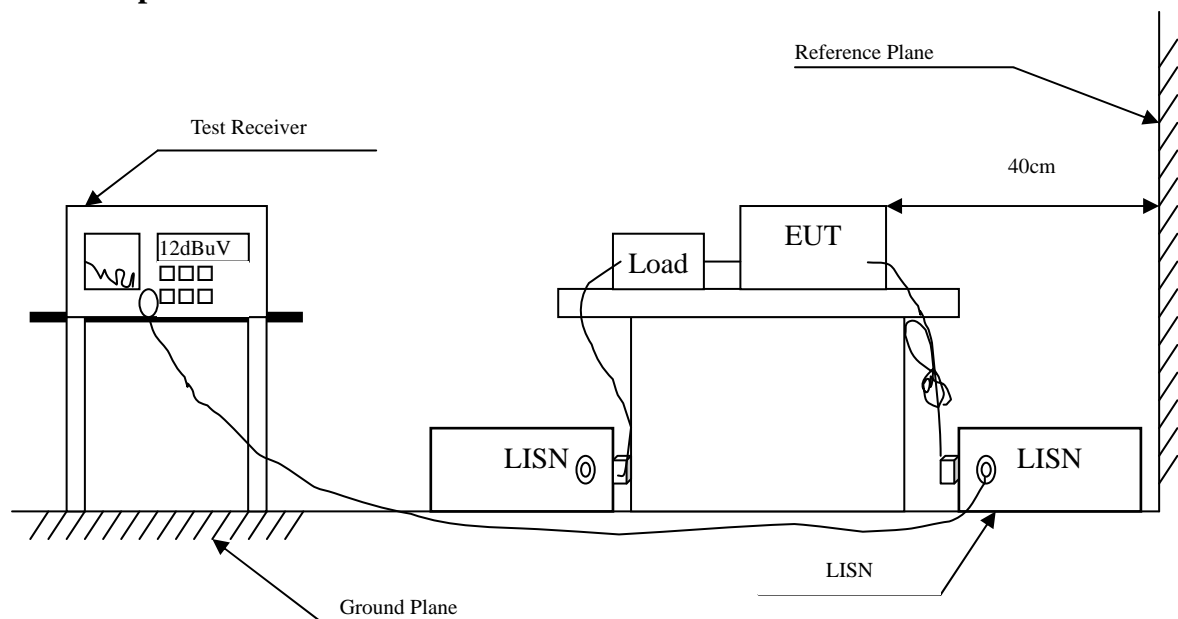 Reference Plane
Test Receiver
40cm
12dBuV
EUT
Load
LISN
LISN
LISN
Ground Plane